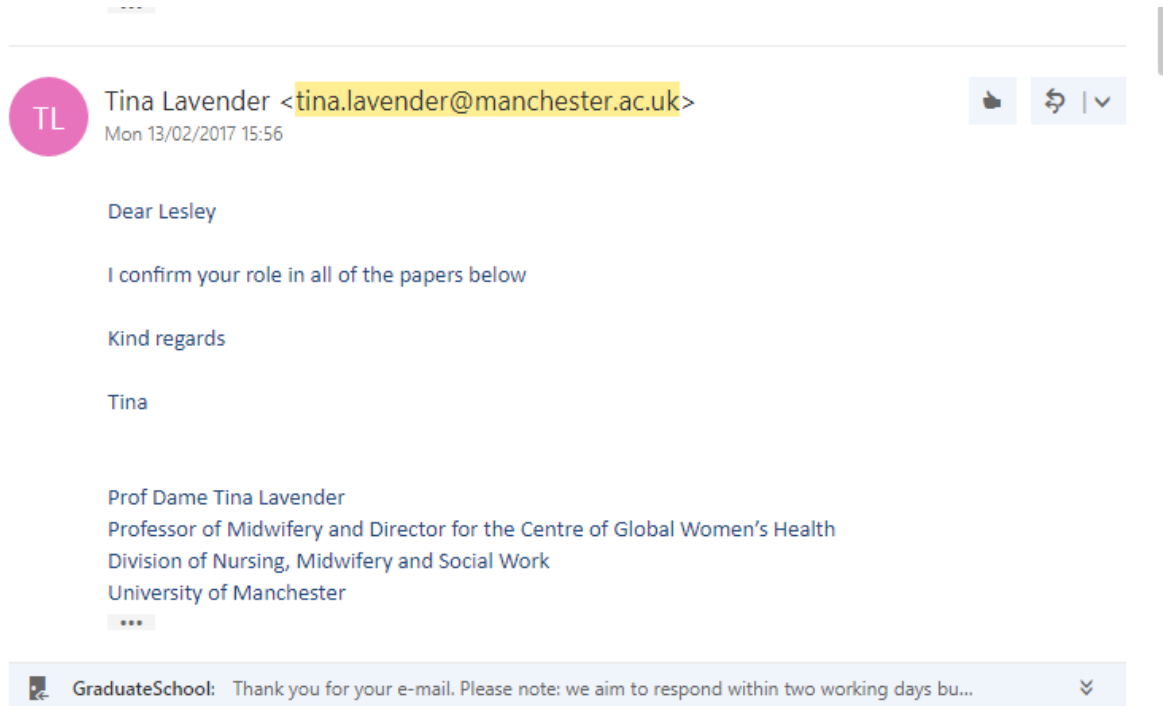 Tina Lavender <tina.lavender@manchester.ac.uk>
TL
Mon 13/02/2017 15:56
Dear Lesley
I confirm your role in all of the papers below
Kind regards
Tina
Prof Dame Tina Lavender
Professor of Midwifery and Director for the Centre of Global Women’s Health
Division of Nursing, Midwifery and Social Work
University of Manchester
GraduateSchool: Thank you for your e-mail. Please note: we aim to respond within two working days bu...